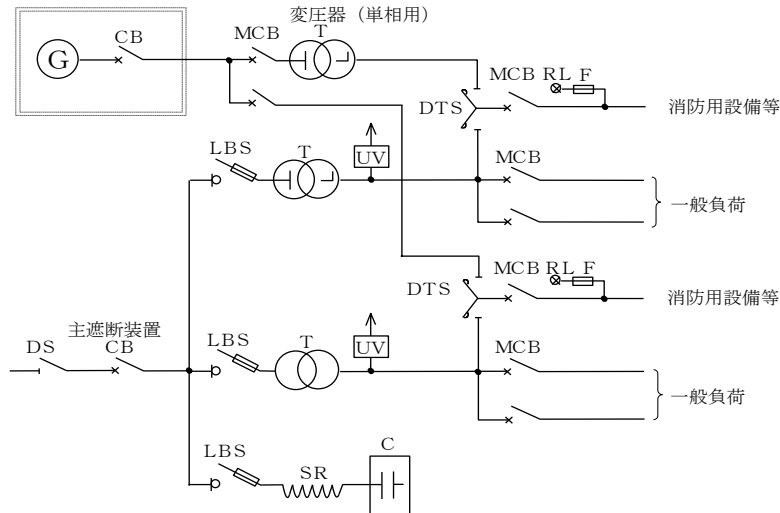 変圧器(単相用)
CB
MCB
T
G
MCB RL F
DTS
消防用設備等
LBS
T
UV
MCB
一般負荷
MCB RL F
DTS
消防用設備等
主遮断装置
DS
CB
LBS
T
UV
MCB
一般負荷
LBS
SR
C